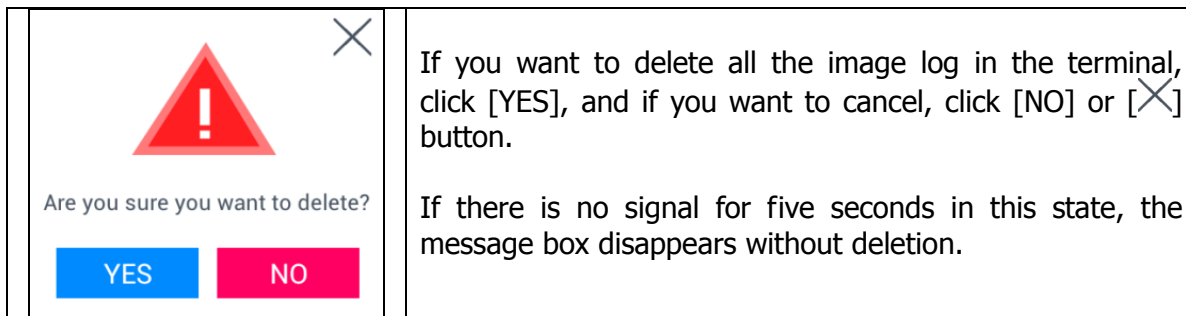 !
Are you sure you want to delete?
YES
NO
If you want to delete all the image log in the terminal,
click [YES], and if you want to cancel, click [NO] or [╳]
button.
If there is no signal for five seconds in this state, the
message box disappears without deletion.